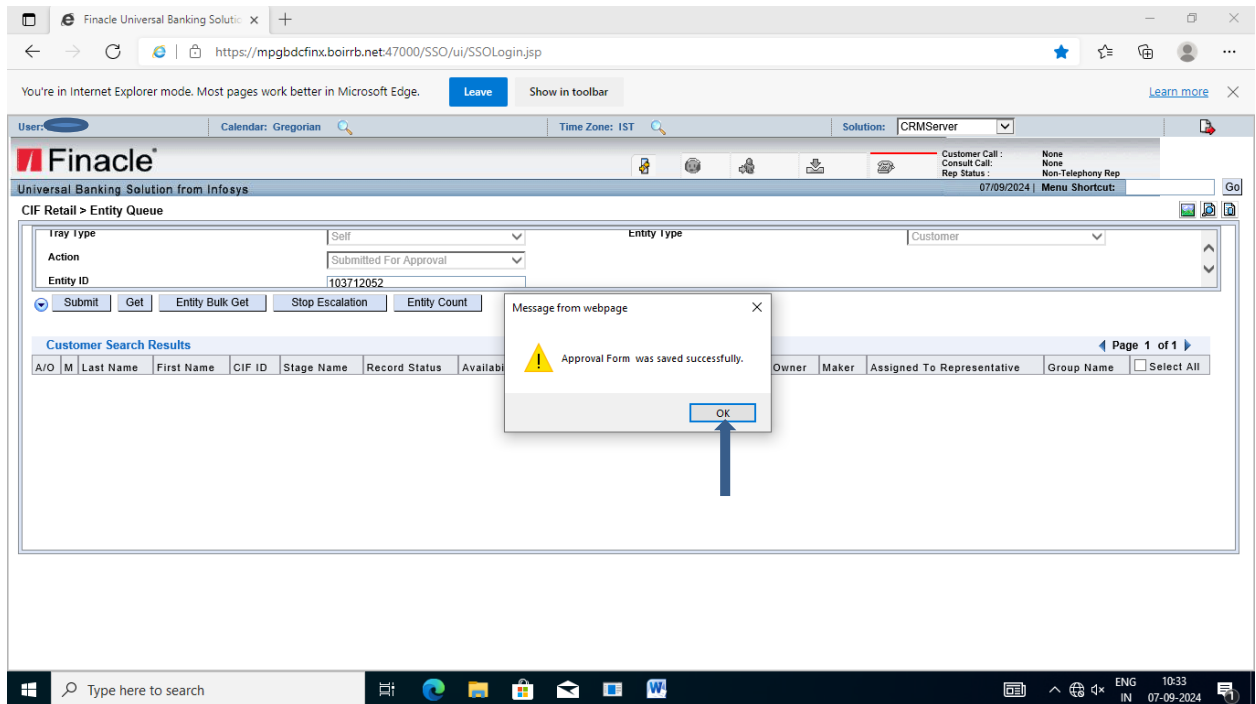 Finacle Universal Banking Solutic
https://mpgbdcfinx.boirrb.net:47000/SSO/ui/SSOLogin.jsp
You're in Internet Explorer mode. Most pages work better in Microsoft Edge. Leave Show in toolbar Learn more
User: Calendar: Gregorian Time Zone: IST Solution: CRMServer
Finacle
Customer Call : None
Consult Call: None
Rep Status : Non-Telephony Rep
Universal Banking Solution from Infosys 07/09/2024 | Menu Shortcut: Go
CIF Retail > Entity Queue
Tray Type Self Entity Type Customer
Action Submitted For Approval
Entity ID 103712052
Submit Get Entity Bulk Get Stop Escalation Entity Count
Message from webpage
Approval Form was saved successfully.
OK
Customer Search Results Page 1 of 1
A/O M Last Name First Name CIF ID Stage Name Record Status Availabi Owner Maker Assigned To Representative Group Name Select All
Type here to search
ENG 10:33
IN 07-09-2024
1